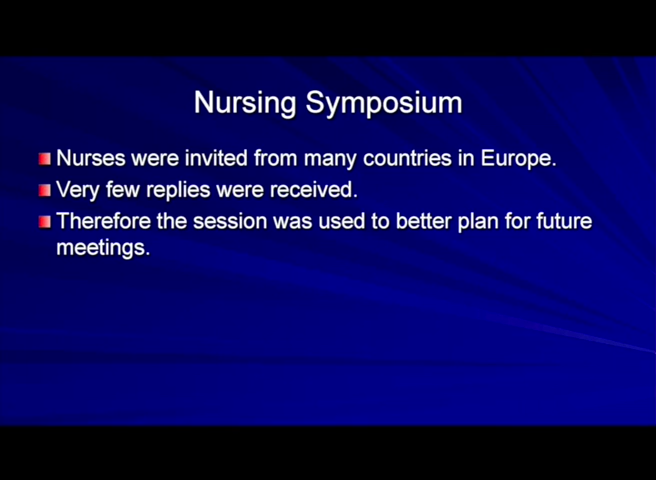 Nursing Symposium
Nurses were invited from many countries in Europe.
Very few replies were received.
Therefore the session was used to better plan for future
meetings.